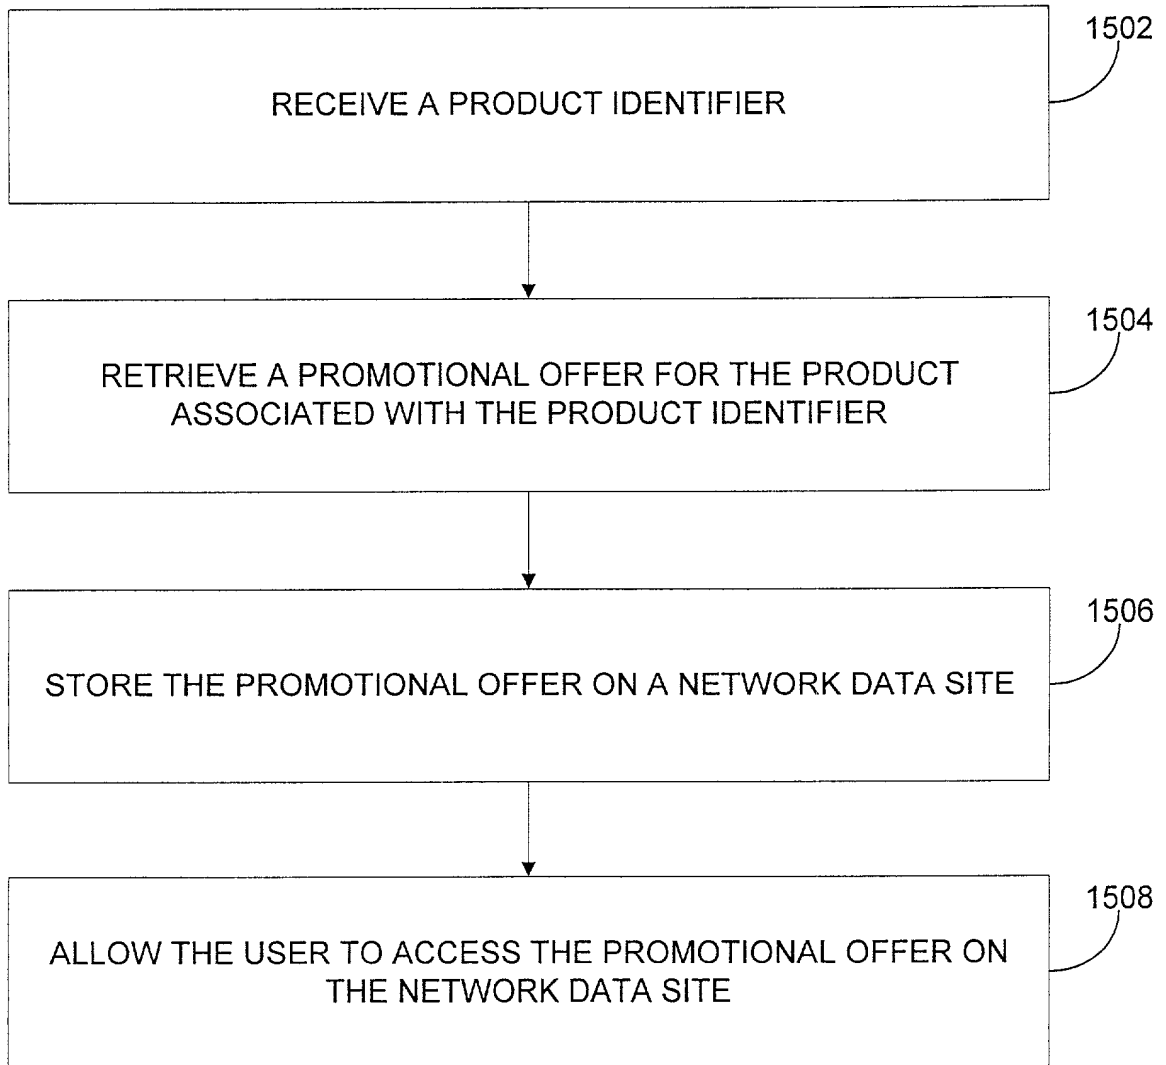 1502
RECEIVE A PRODUCT IDENTIFIER
1504
RETRIEVE A PROMOTIONAL OFFER FOR THE PRODUCT
ASSOCIATED WITH THE PRODUCT IDENTIFIER
1506
STORE THE PROMOTIONAL OFFER ON A NETWORK DATA SITE
1508
ALLOW THE USER TO ACCESS THE PROMOTIONAL OFFER ON
THE NETWORK DATA SITE